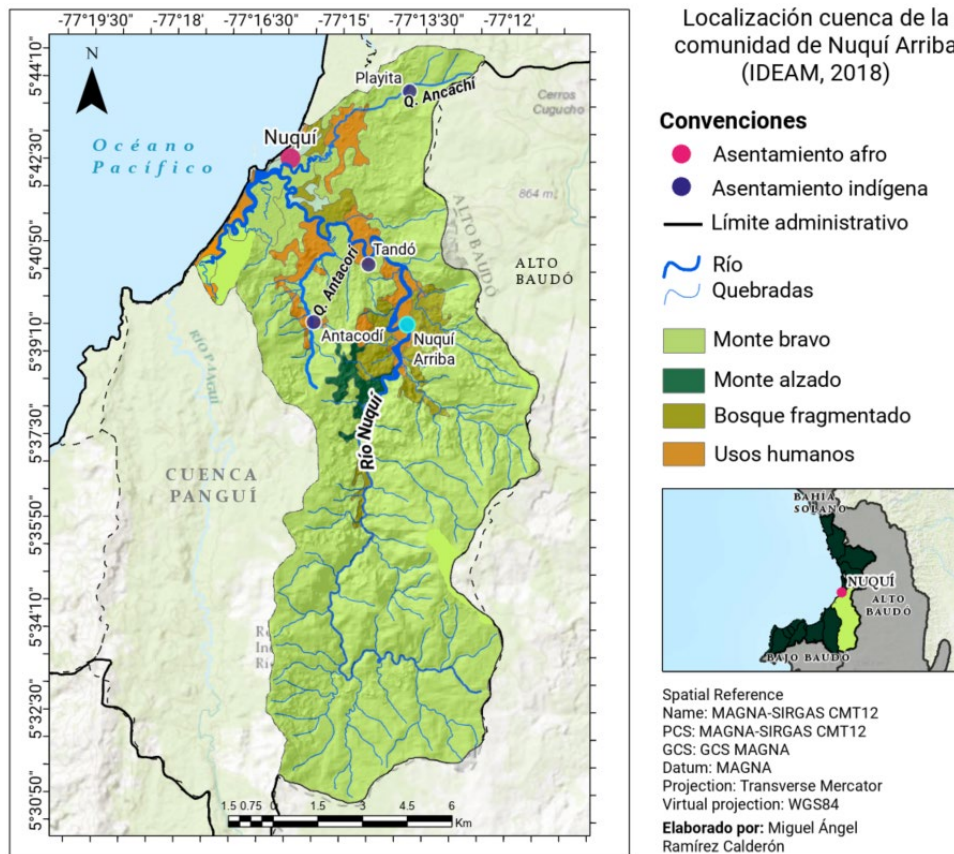 -77°19'30" -77°18' -77°16'30" -77°15' -77°13'30" -77°12'
5°44'10"
5°42'30"
5°40'50"
5°39'10"
5°37'30"
5°35'50"
5°34'10"
5°32'30"
5°30'50"
N
Océano
Pacífico
Playita
Q. Ancachí
Cerros
Cugucho
Nuquí
864 m
ALTO BAUDÓ
ALTO
BAUDÓ
Tandó
Q. Antacorí
Antacodí
Nuquí
Arriba
RÍO PANGUÍ
Río Nuquí
CUENCA
PANGUÍ
1.5 0.75 0 1.5 3 4.5 6
Km
Localización cuenca de la
comunidad de Nuquí Arriba
(IDEAM, 2018)
Convenciones
Asentamiento afro
Asentamiento indígena
Límite administrativo
Río
Quebradas
Monte bravo
Monte alzado
Bosque fragmentado
Usos humanos
BAHÍA
SOLANO
NUQUÍ
ALTO
BAUDÓ
BAJO BAUDÓ
Spatial Reference
Name: MAGNA-SIRGAS CMT12
PCS: MAGNA-SIRGAS CMT12
GCS: GCS MAGNA
Datum: MAGNA
Projection: Transverse Mercator
Virtual projection: WGS84
Elaborado por: Miguel Ángel
Ramírez Calderón